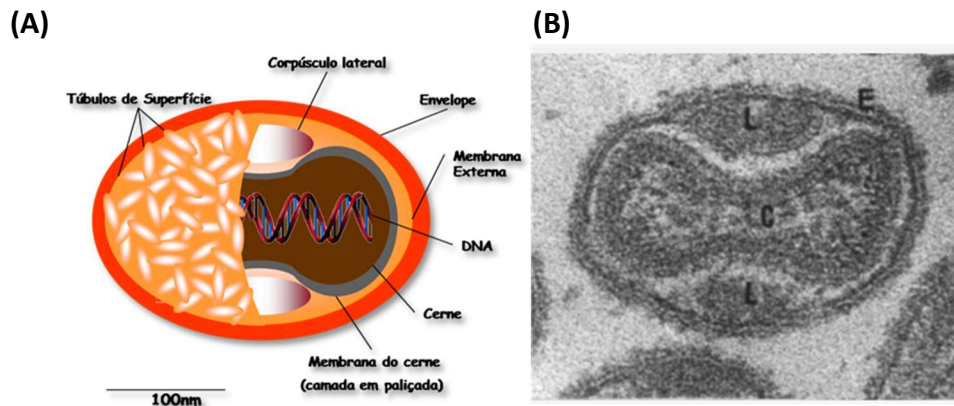 (A)
Corpúsculo lateral
Túbulos de Superfície
Envelope
Membrana
Externa
DNA
Cerne
Membrana do cerne
(camada em paliçada)
100nm
(B)
L
E
C
L